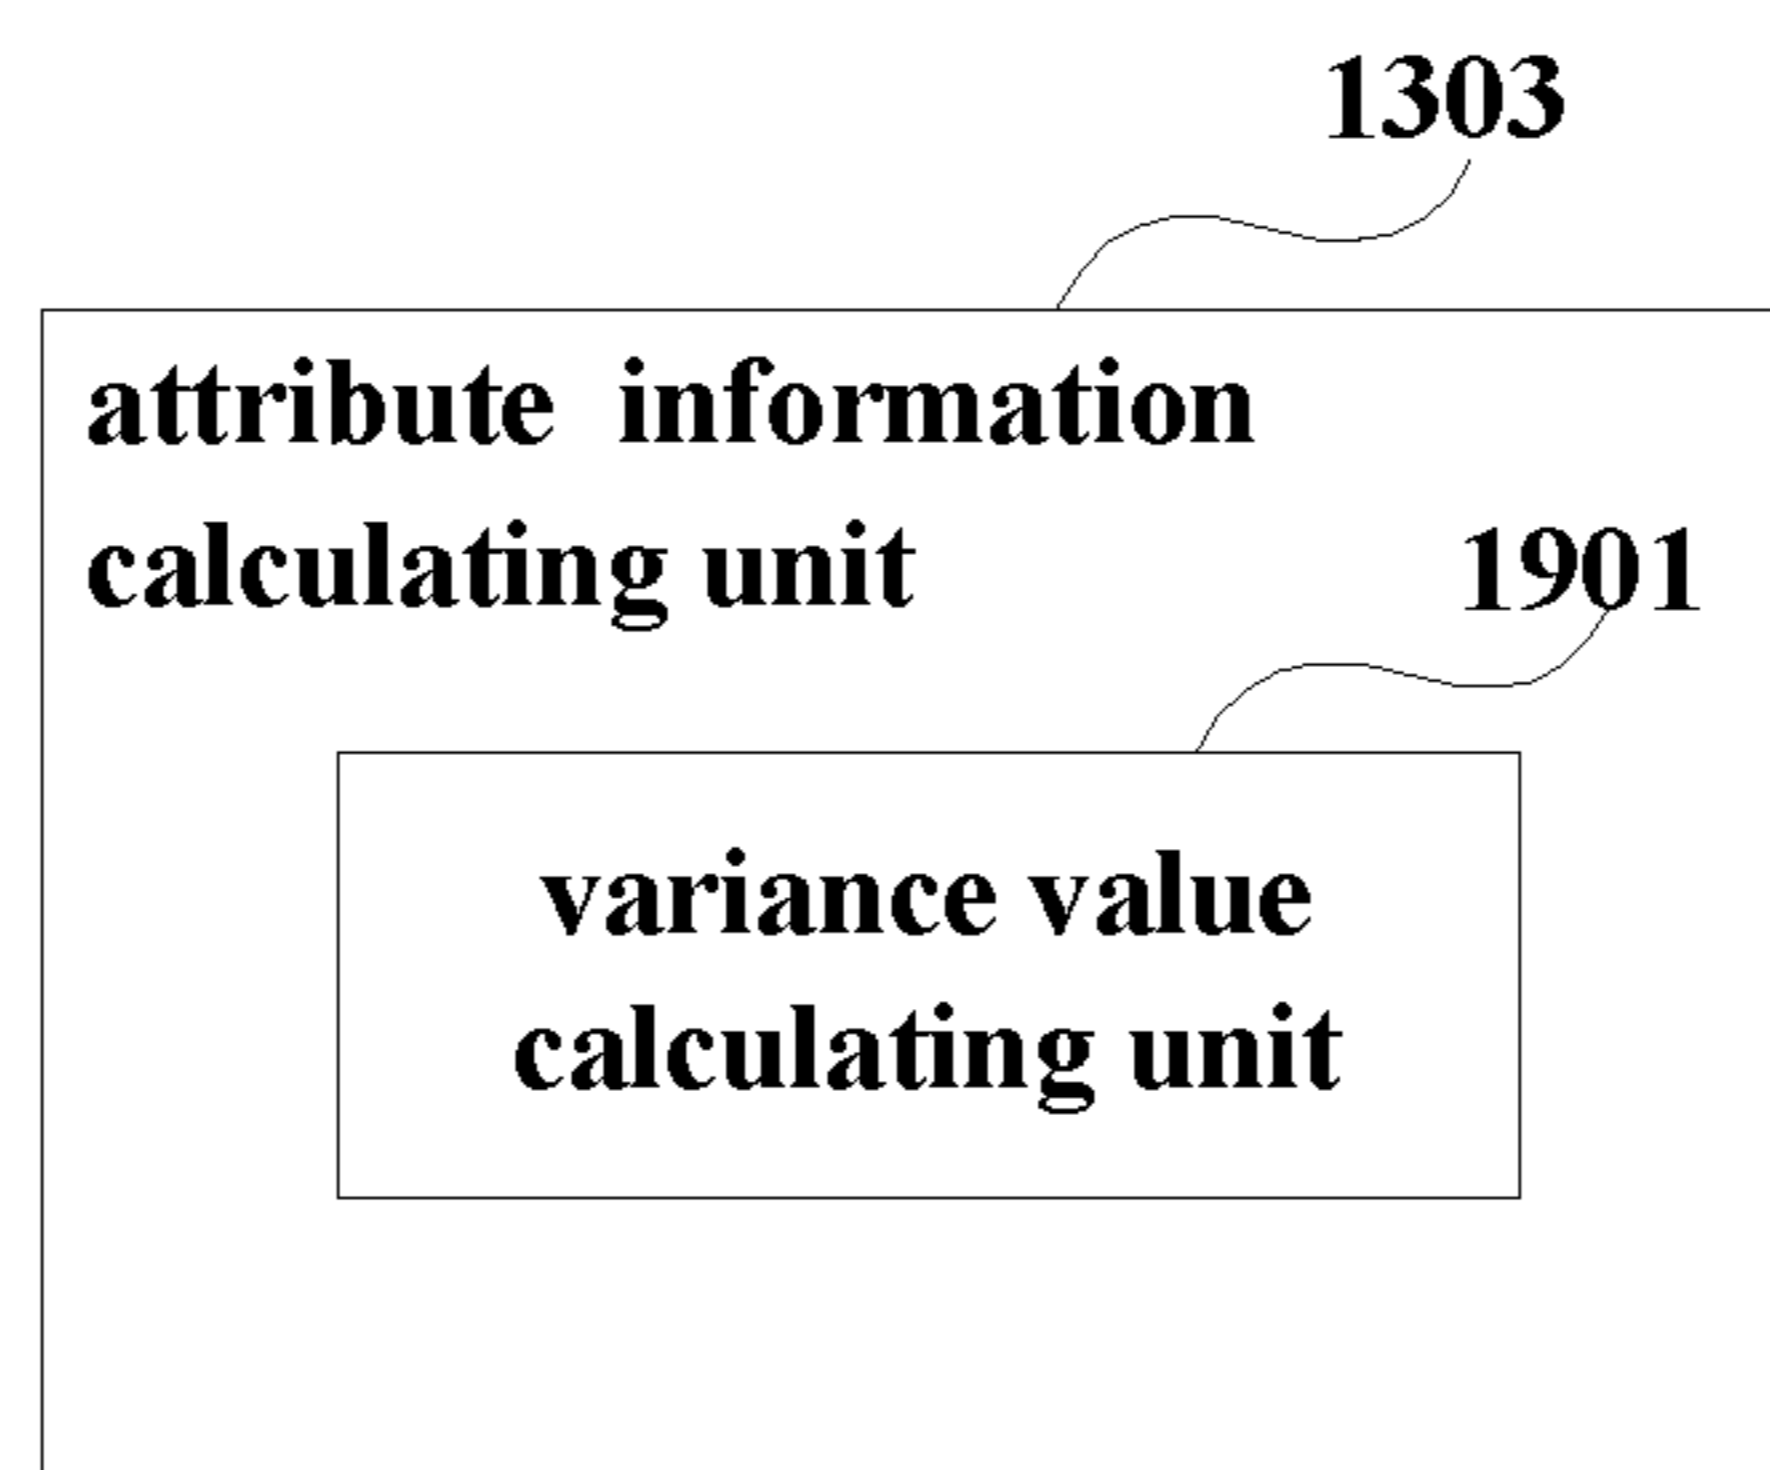 1303
attribute information
calculating unit
1901
variance value
calculating unit